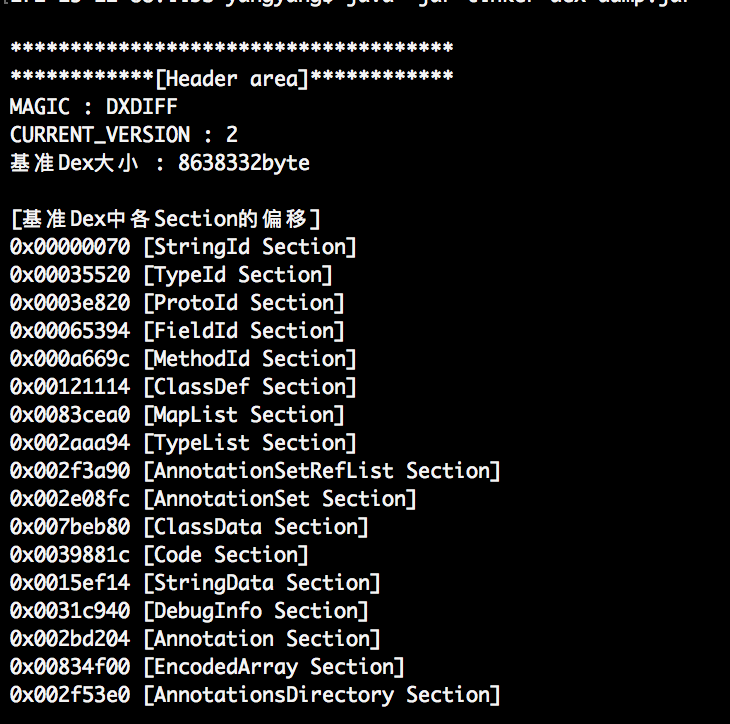 yangyang$ java -jar tinker-dex-dump.jar
*************************************
************[Header area]************
MAGIC : DXDIFF
CURRENT_VERSION : 2
基准Dex大小 : 8638332byte
[基准Dex中各Section的偏移]
0x00000070 [StringId Section]
0x00035520 [TypeId Section]
0x0003e820 [ProtoId Section]
0x00065394 [FieldId Section]
0x000a669c [MethodId Section]
0x00121114 [ClassDef Section]
0x0083cea0 [MapList Section]
0x002aaa94 [TypeList Section]
0x002f3a90 [AnnotationSetRefList Section]
0x002e08fc [AnnotationSet Section]
0x007beb80 [ClassData Section]
0x0039881c [Code Section]
0x0015ef14 [StringData Section]
0x0031c940 [DebugInfo Section]
0x002bd204 [Annotation Section]
0x00834f00 [EncodedArray Section]
0x002f53e0 [AnnotationsDirectory Section]